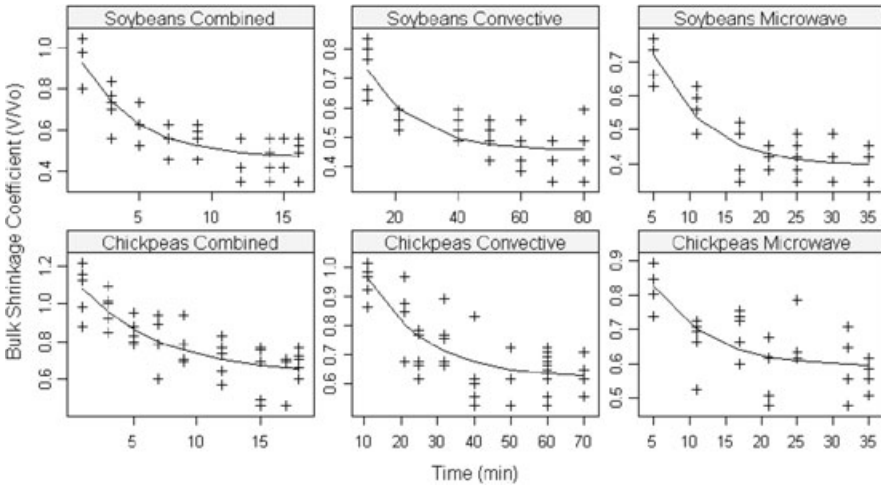 Soybeans Combined
Soybeans Convective
Soybeans Microwave
1.0
0.8
0.6
0.4
0.8
0.7
0.6
0.5
0.4
0.3
0.7
0.6
0.5
0.4
5 10 15
20 40 60 80
5 10 15 20 25 30 35
Bulk Shrinkage Coefficient (V/Vo)
Chickpeas Combined
Chickpeas Convective
Chickpeas Microwave
1.2
1.0
0.8
0.6
1.0
0.9
0.8
0.7
0.6
0.9
0.8
0.7
0.6
0.5
5 10 15
10 20 30 40 50 60 70
5 10 15 20 25 30 35
Time (min)